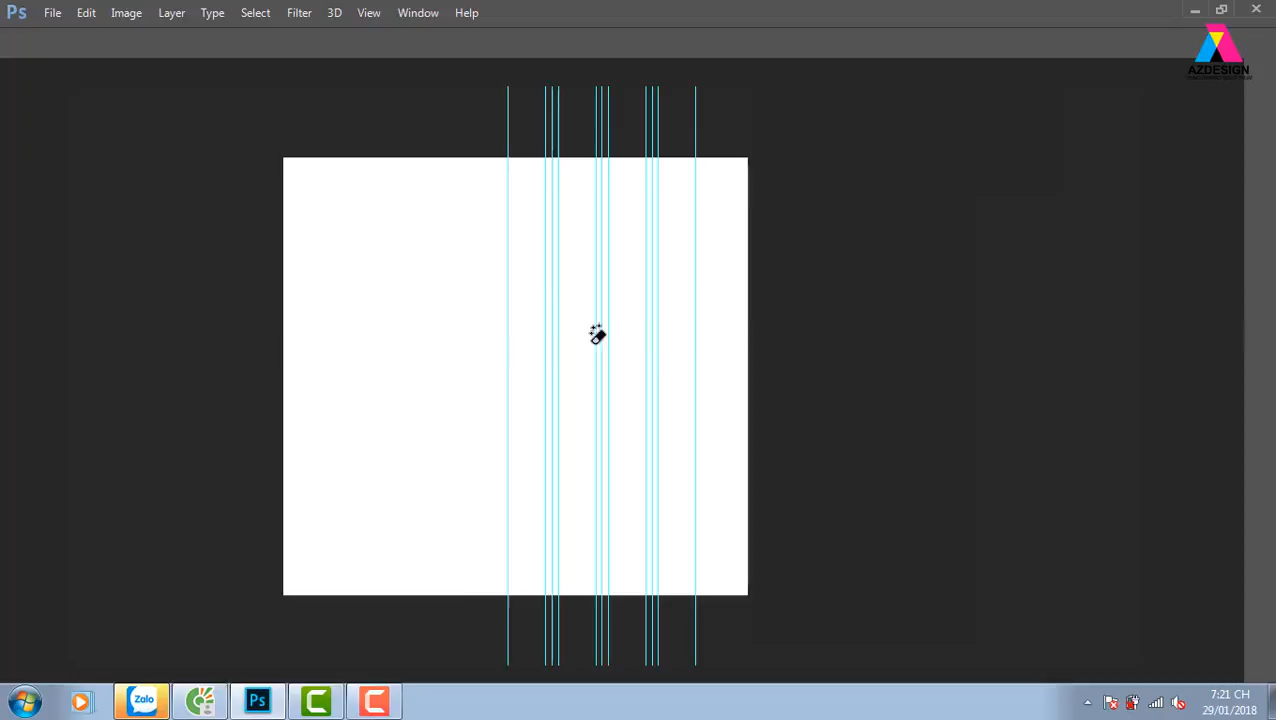 Ps File Edit Image Layer Type Select Filter 3D View Window Help
AZDESIGN
Zalo
Ps
7:21 CH
29/01/2018